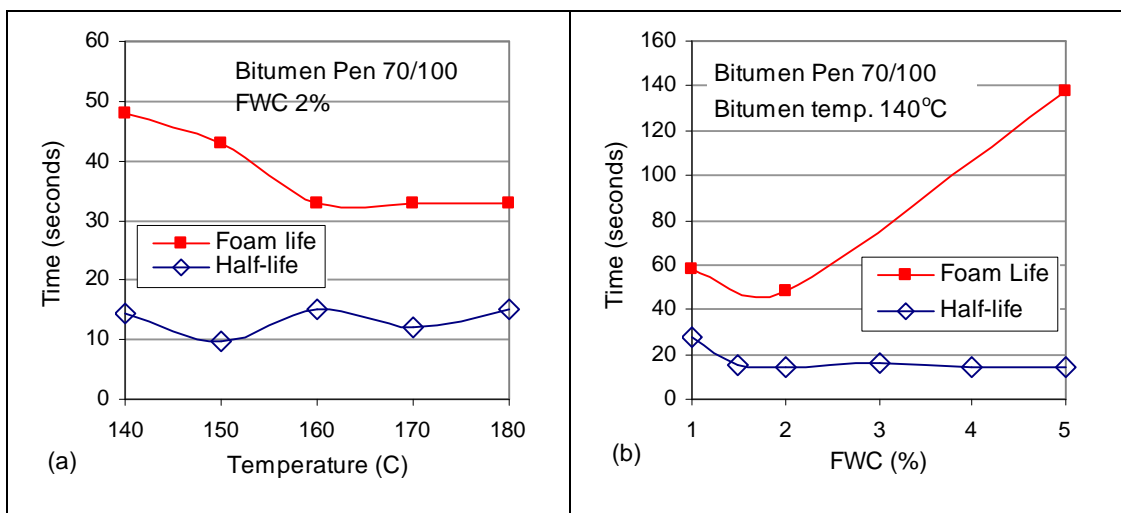 60
50
40
30
20
10
0
Time (seconds)
Bitumen Pen 70/100
FWC 2%
Foam life
Half-life
140 150 160 170 180
Temperature (C)
(a)
160
140
120
100
80
60
40
20
0
Time (seconds)
Bitumen Pen 70/100
Bitumen temp. 140°C
Foam Life
Half-life
1 2 3 4 5
FWC (%)
(b)